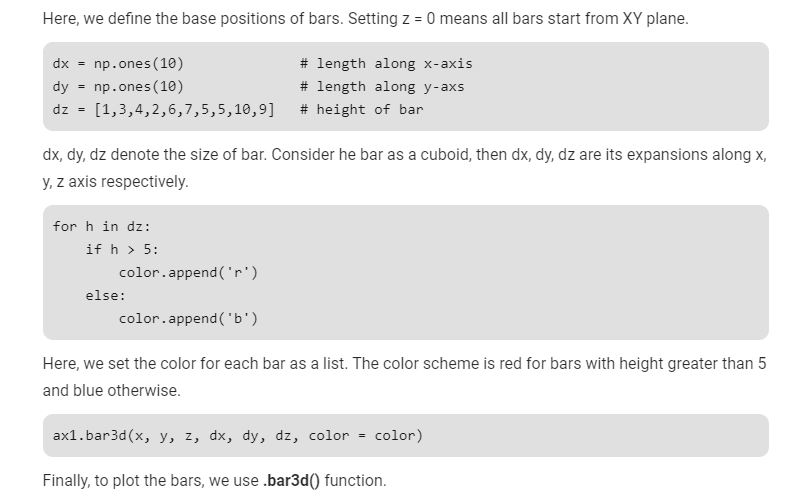 Here, we define the base positions of bars. Setting z = 0 means all bars start from XY plane.
dx = np.ones(10)              # length along x-axis
dy = np.ones(10)              # length along y-axs
dz = [1,3,4,2,6,7,5,5,10,9]   # height of bar
dx, dy, dz denote the size of bar. Consider he bar as a cuboid, then dx, dy, dz are its expansions along x,
y, z axis respectively.
for h in dz:
    if h > 5:
        color.append('r')
    else:
        color.append('b')
Here, we set the color for each bar as a list. The color scheme is red for bars with height greater than 5
and blue otherwise.
ax1.bar3d(x, y, z, dx, dy, dz, color = color)
Finally, to plot the bars, we use .bar3d() function.